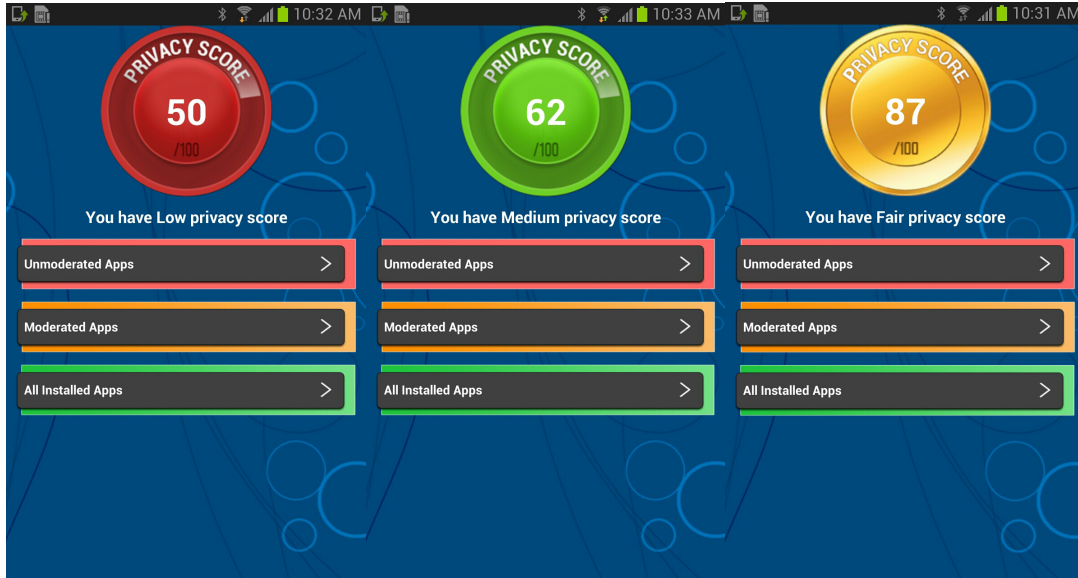 10:32 AM
PRIVACY SCORE
50
/100
You have Low privacy score
Unmoderated Apps
Moderated Apps
All Installed Apps
10:33 AM
PRIVACY SCORE
62
/100
You have Medium privacy score
Unmoderated Apps
Moderated Apps
All Installed Apps
10:31 AM
PRIVACY SCORE
87
/100
You have Fair privacy score
Unmoderated Apps
Moderated Apps
All Installed Apps